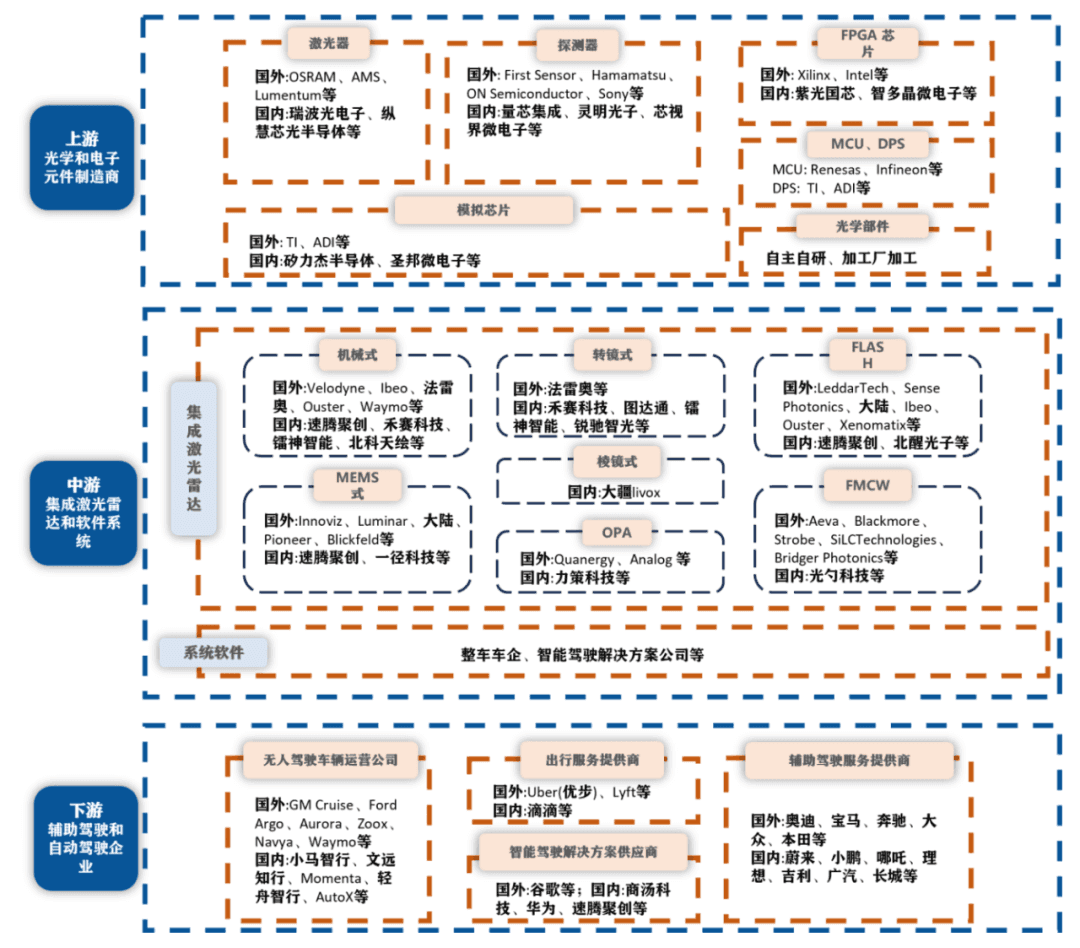 上游
光学和电子
元件制造商
激光器
国外:OSRAM、AMS、
Lumentum等
国内:瑞波光电子、纵
慧芯光半导体等
探测器
国外: First Sensor、Hamamatsu、
ON Semiconductor、Sony等
国内:量芯集成、灵明光子、芯视
界微电子等
FPGA 芯
片
国外: Xilinx、Intel等
国内:紫光国芯、智多晶微电子等
MCU、DPS
MCU: Renesas、Infineon等
DPS: TI、ADI等
模拟芯片
国外: TI、ADI等
国内:矽力杰半导体、圣邦微电子等
光学部件
自主自研、加工厂加工
中游
集成激光雷
达和软件系
统
集成激光雷达
机械式
国外:Velodyne、Ibeo、法雷
奥、Ouster、Waymo等
国内:速腾聚创、禾赛科技、
镭神智能、北科天绘等
转镜式
国外:法雷奥等
国内:禾赛科技、图达通、镭
神智能、锐驰智光等
FLAS
H
国外:LeddarTech、Sense
Photonics、大陆、Ibeo、
Ouster、Xenomatix等
国内:速腾聚创、北醒光子等
MEMS
式
国外:Innoviz、Luminar、大陆、
Pioneer、Blickfeld等
国内:速腾聚创、一径科技等
棱镜式
国内:大疆livox
OPA
国外:Quanergy、Analog 等
国内:力策科技等
FMCW
国外:Aeva、Blackmore、
Strobe、SiLCTechnologies、
Bridger Photonics等
国内:光勺科技等
系统软件
整车车企、智能驾驶解决方案公司等
下游
辅助驾驶和
自动驾驶企
业
无人驾驶车辆运营公司
国外:GM Cruise、Ford
Argo、Aurora、Zoox、
Navya、Waymo等
国内:小马智行、文远
知行、Momenta、轻
舟智行、AutoX等
出行服务提供商
国外:Uber(优步)、Lyft等
国内:滴滴等
智能驾驶解决方案供应商
国外:谷歌等；国内:商汤科
技、华为、速腾聚创等
辅助驾驶服务提供商
国外:奥迪、宝马、奔驰、大
众、本田等
国内:蔚来、小鹏、哪吒、理
想、吉利、广汽、长城等